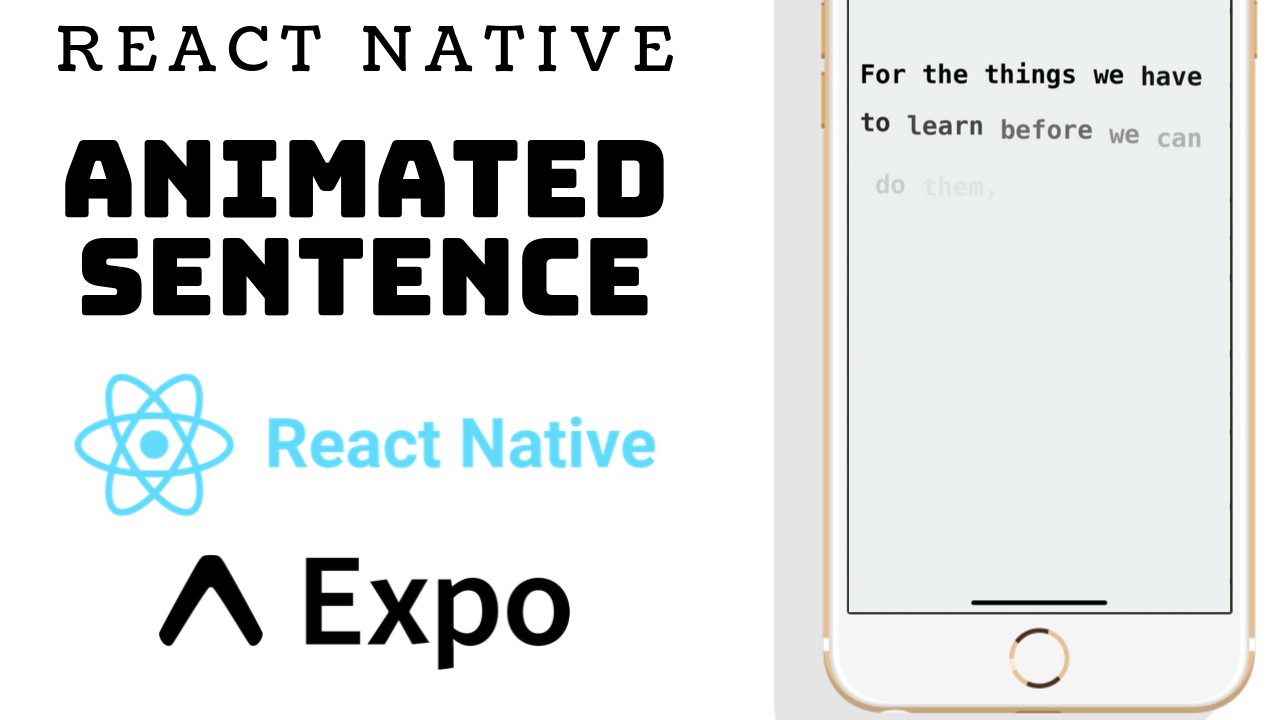 REACT NATIVE
ANIMATED
SENTENCE
React Native
Expo
For the things we have
to learn before we can
do them,